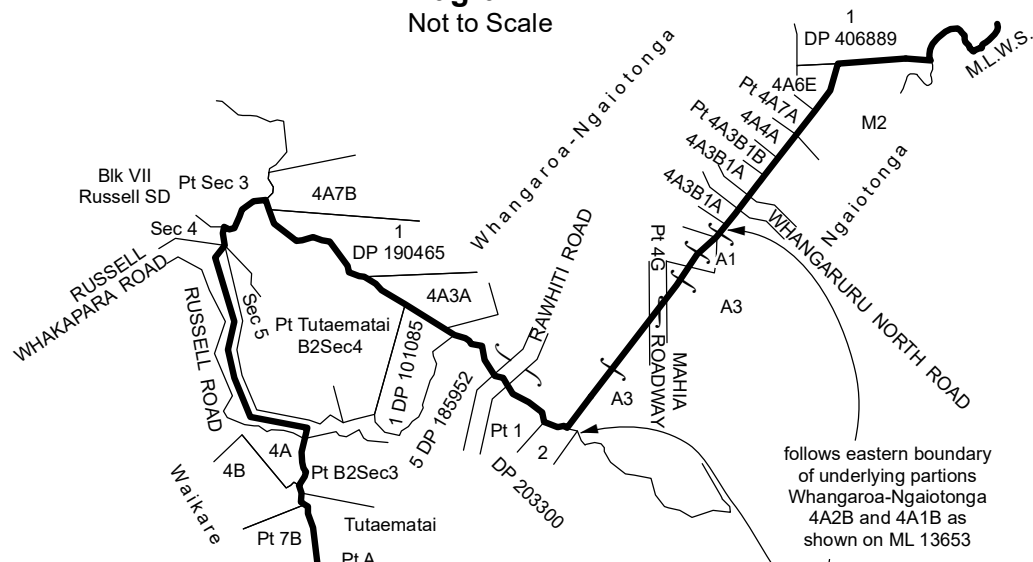 Not to Scale
1
DP 406889
M.L.W.S.
4A6E
Pt 4A7A
4A4A
Pt 4A3B1B
4A3B1A
4A3B1A
M2
Whangaroa-Ngaiotonga
Ngaiotonga
WHANGARURU NORTH ROAD
Blk VII
Russell SD
Pt Sec 3
4A7B
Sec 4
1
DP 190465
RUSSELL
WHAKAPARA ROAD
RUSSELL ROAD
Sec 5
Pt Tutaematai
B2Sec4
4A3A
1 DP 101085
5 DP 185952
RAWHITI ROAD
Pt 4G
ROADWAY
MAHIA
A1
A3
A3
Pt 1
2
DP 203300
4A
4B
Pt B2Sec3
Waikare
Tutaematai
Pt 7B
Pt A
follows eastern boundary
of underlying partions
Whangaroa-Ngaiotonga
4A2B and 4A1B as
shown on ML 13653